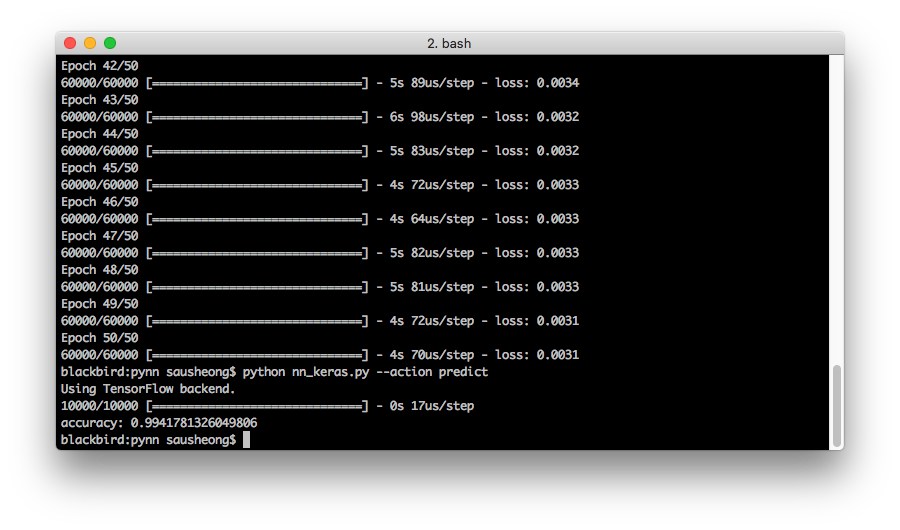 2. bash
Epoch 42/50
60000/60000 [==============================] - 5s 89us/step - loss: 0.0034
Epoch 43/50
60000/60000 [==============================] - 6s 98us/step - loss: 0.0032
Epoch 44/50
60000/60000 [==============================] - 5s 83us/step - loss: 0.0032
Epoch 45/50
60000/60000 [==============================] - 4s 72us/step - loss: 0.0033
Epoch 46/50
60000/60000 [==============================] - 4s 64us/step - loss: 0.0033
Epoch 47/50
60000/60000 [==============================] - 5s 82us/step - loss: 0.0033
Epoch 48/50
60000/60000 [==============================] - 5s 81us/step - loss: 0.0033
Epoch 49/50
60000/60000 [==============================] - 4s 72us/step - loss: 0.0031
Epoch 50/50
60000/60000 [==============================] - 4s 70us/step - loss: 0.0031
blackbird:pynn sausheong$ python nn_keras.py --action predict
Using TensorFlow backend.
10000/10000 [==============================] - 0s 17us/step
accuracy: 0.9941781326049806
blackbird:pynn sausheong$